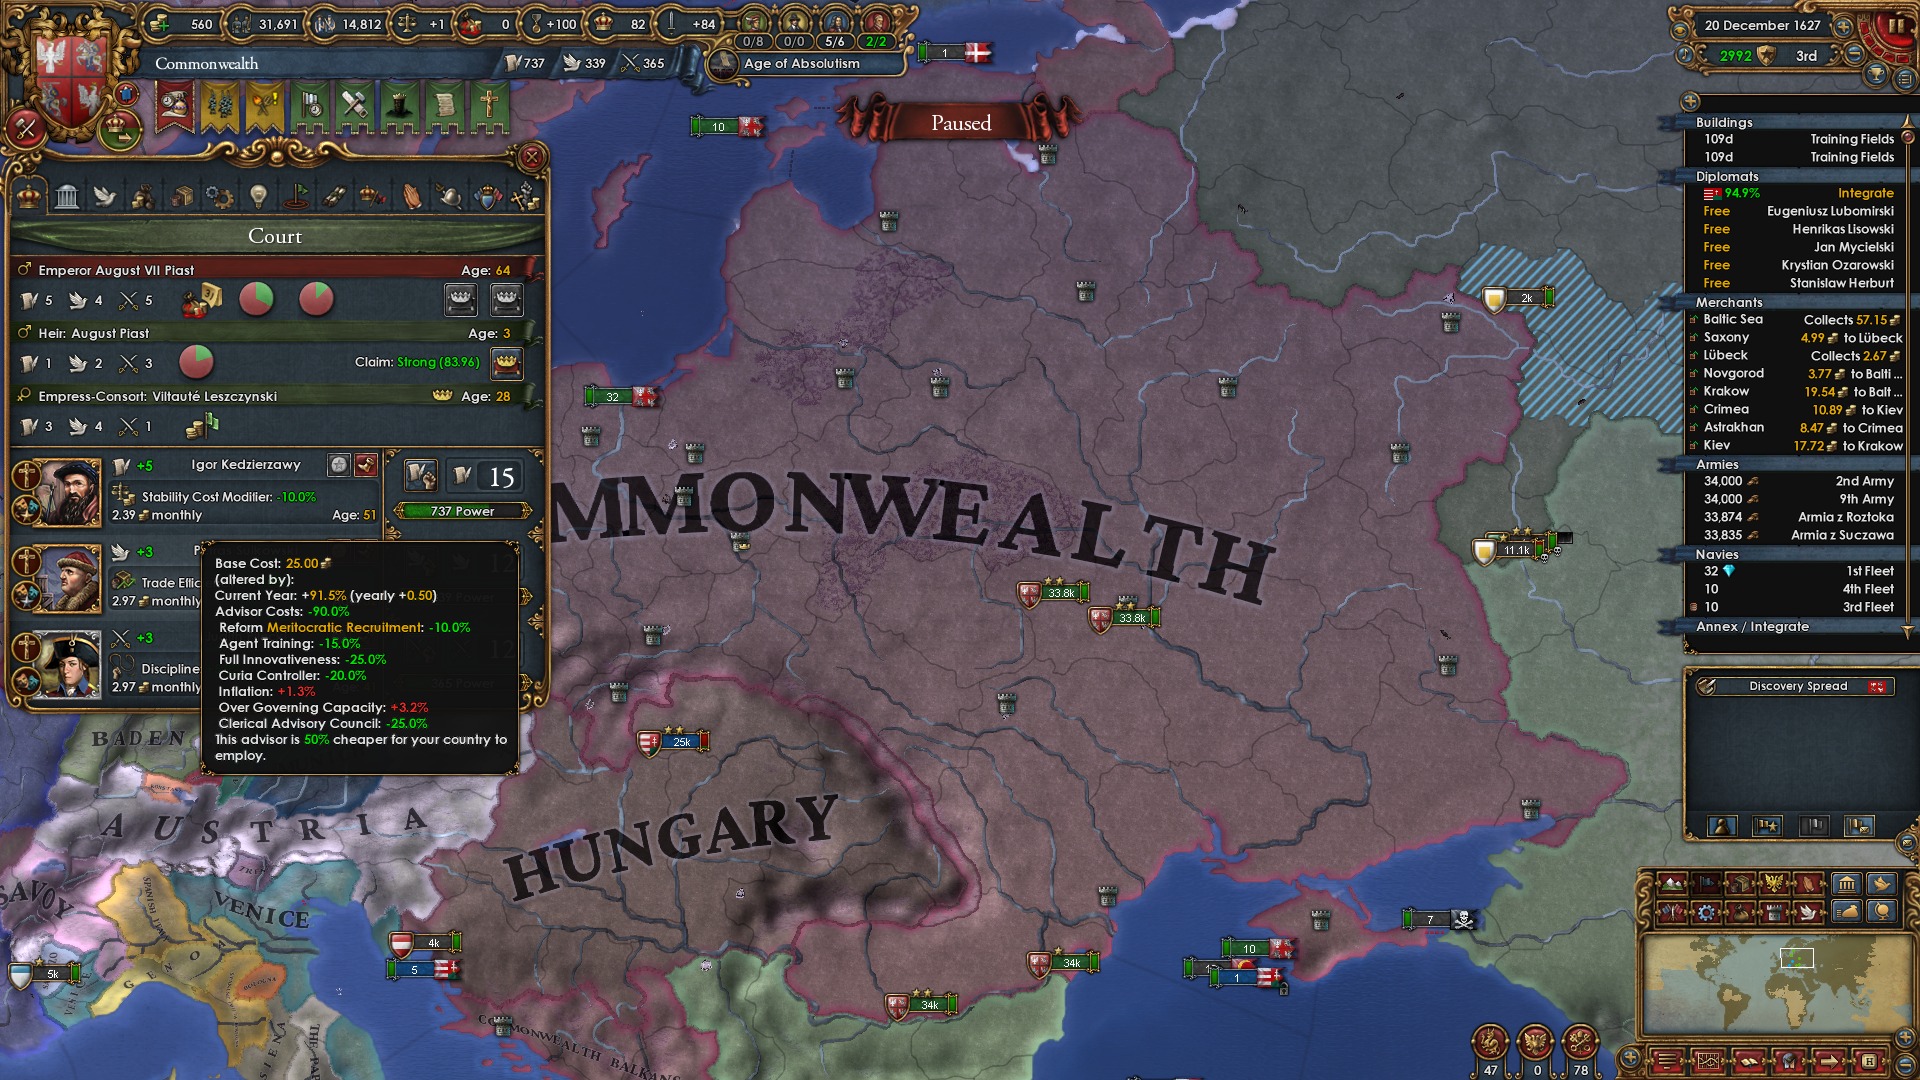 560 31,691 14,812 +1 0 +100 82 +84
0/8 0/0 5/6 2/2
Commonwealth 737 339 365
Age of Absolutism
1
20 December 1627
2992 3rd
Paused
10
Court
Emperor August VII Piast Age: 64
5 4 5
Heir: August Piast Age: 3
1 2 3 Claim: Strong (83.96)
Empress-Consort: Viltauté Leszczynski Age: 28
3 4 1
+5 Igor Kedzierzawy
Stability Cost Modifier: -10.0%
2.39 monthly Age: 51
15
737 Power
+3
Trade Effic
2.97 monthly
+3
Discipline
2.97 monthly
Base Cost: 25.00
(altered by):
Current Year: +91.5% (yearly +0.50)
Advisor Costs: -90.0%
Reform Meritocratic Recruitment: -10.0%
Agent Training: -15.0%
Full Innovativeness: -25.0%
Curia Controller: -20.0%
Inflation: +1.3%
Over Governing Capacity: +3.2%
Clerical Advisory Council: -25.0%
This advisor is 50% cheaper for your country to
employ.
Buildings
109d Training Fields
109d Training Fields
Diplomats
94.9% Integrate
Free Eugeniusz Lubomirski
Free Henrikas Lisowski
Free Jan Mycielski
Free Krystian Ozarowski
Free Stanislaw Herburt
Merchants
Baltic Sea Collects 57.15
Saxony 4.99 to Lübeck
Lübeck Collects 2.67
Novgorod 3.77 to Balti ...
Krakow 19.54 to Balt ...
Crimea 10.89 to Kiev
Astrakhan 8.47 to Crimea
Kiev 17.72 to Krakow
Armies
34,000 2nd Army
34,000 9th Army
33,874 Armia z Roztoka
33,835 Armia z Suczawa
Navies
32 1st Fleet
10 4th Fleet
10 3rd Fleet
Annex / Integrate
Discovery Spread
2k
32
MMONWEALTH
11.1k
33.8k
33.8k
25k
HUNGARY
BADEN
AUSTRIA
SAVOY
VENICE
GENO
THE PA
SIENA
COMMONWEALTH BALKANS
4k
5
5k
34k
34k
10
1
7
47 0 78